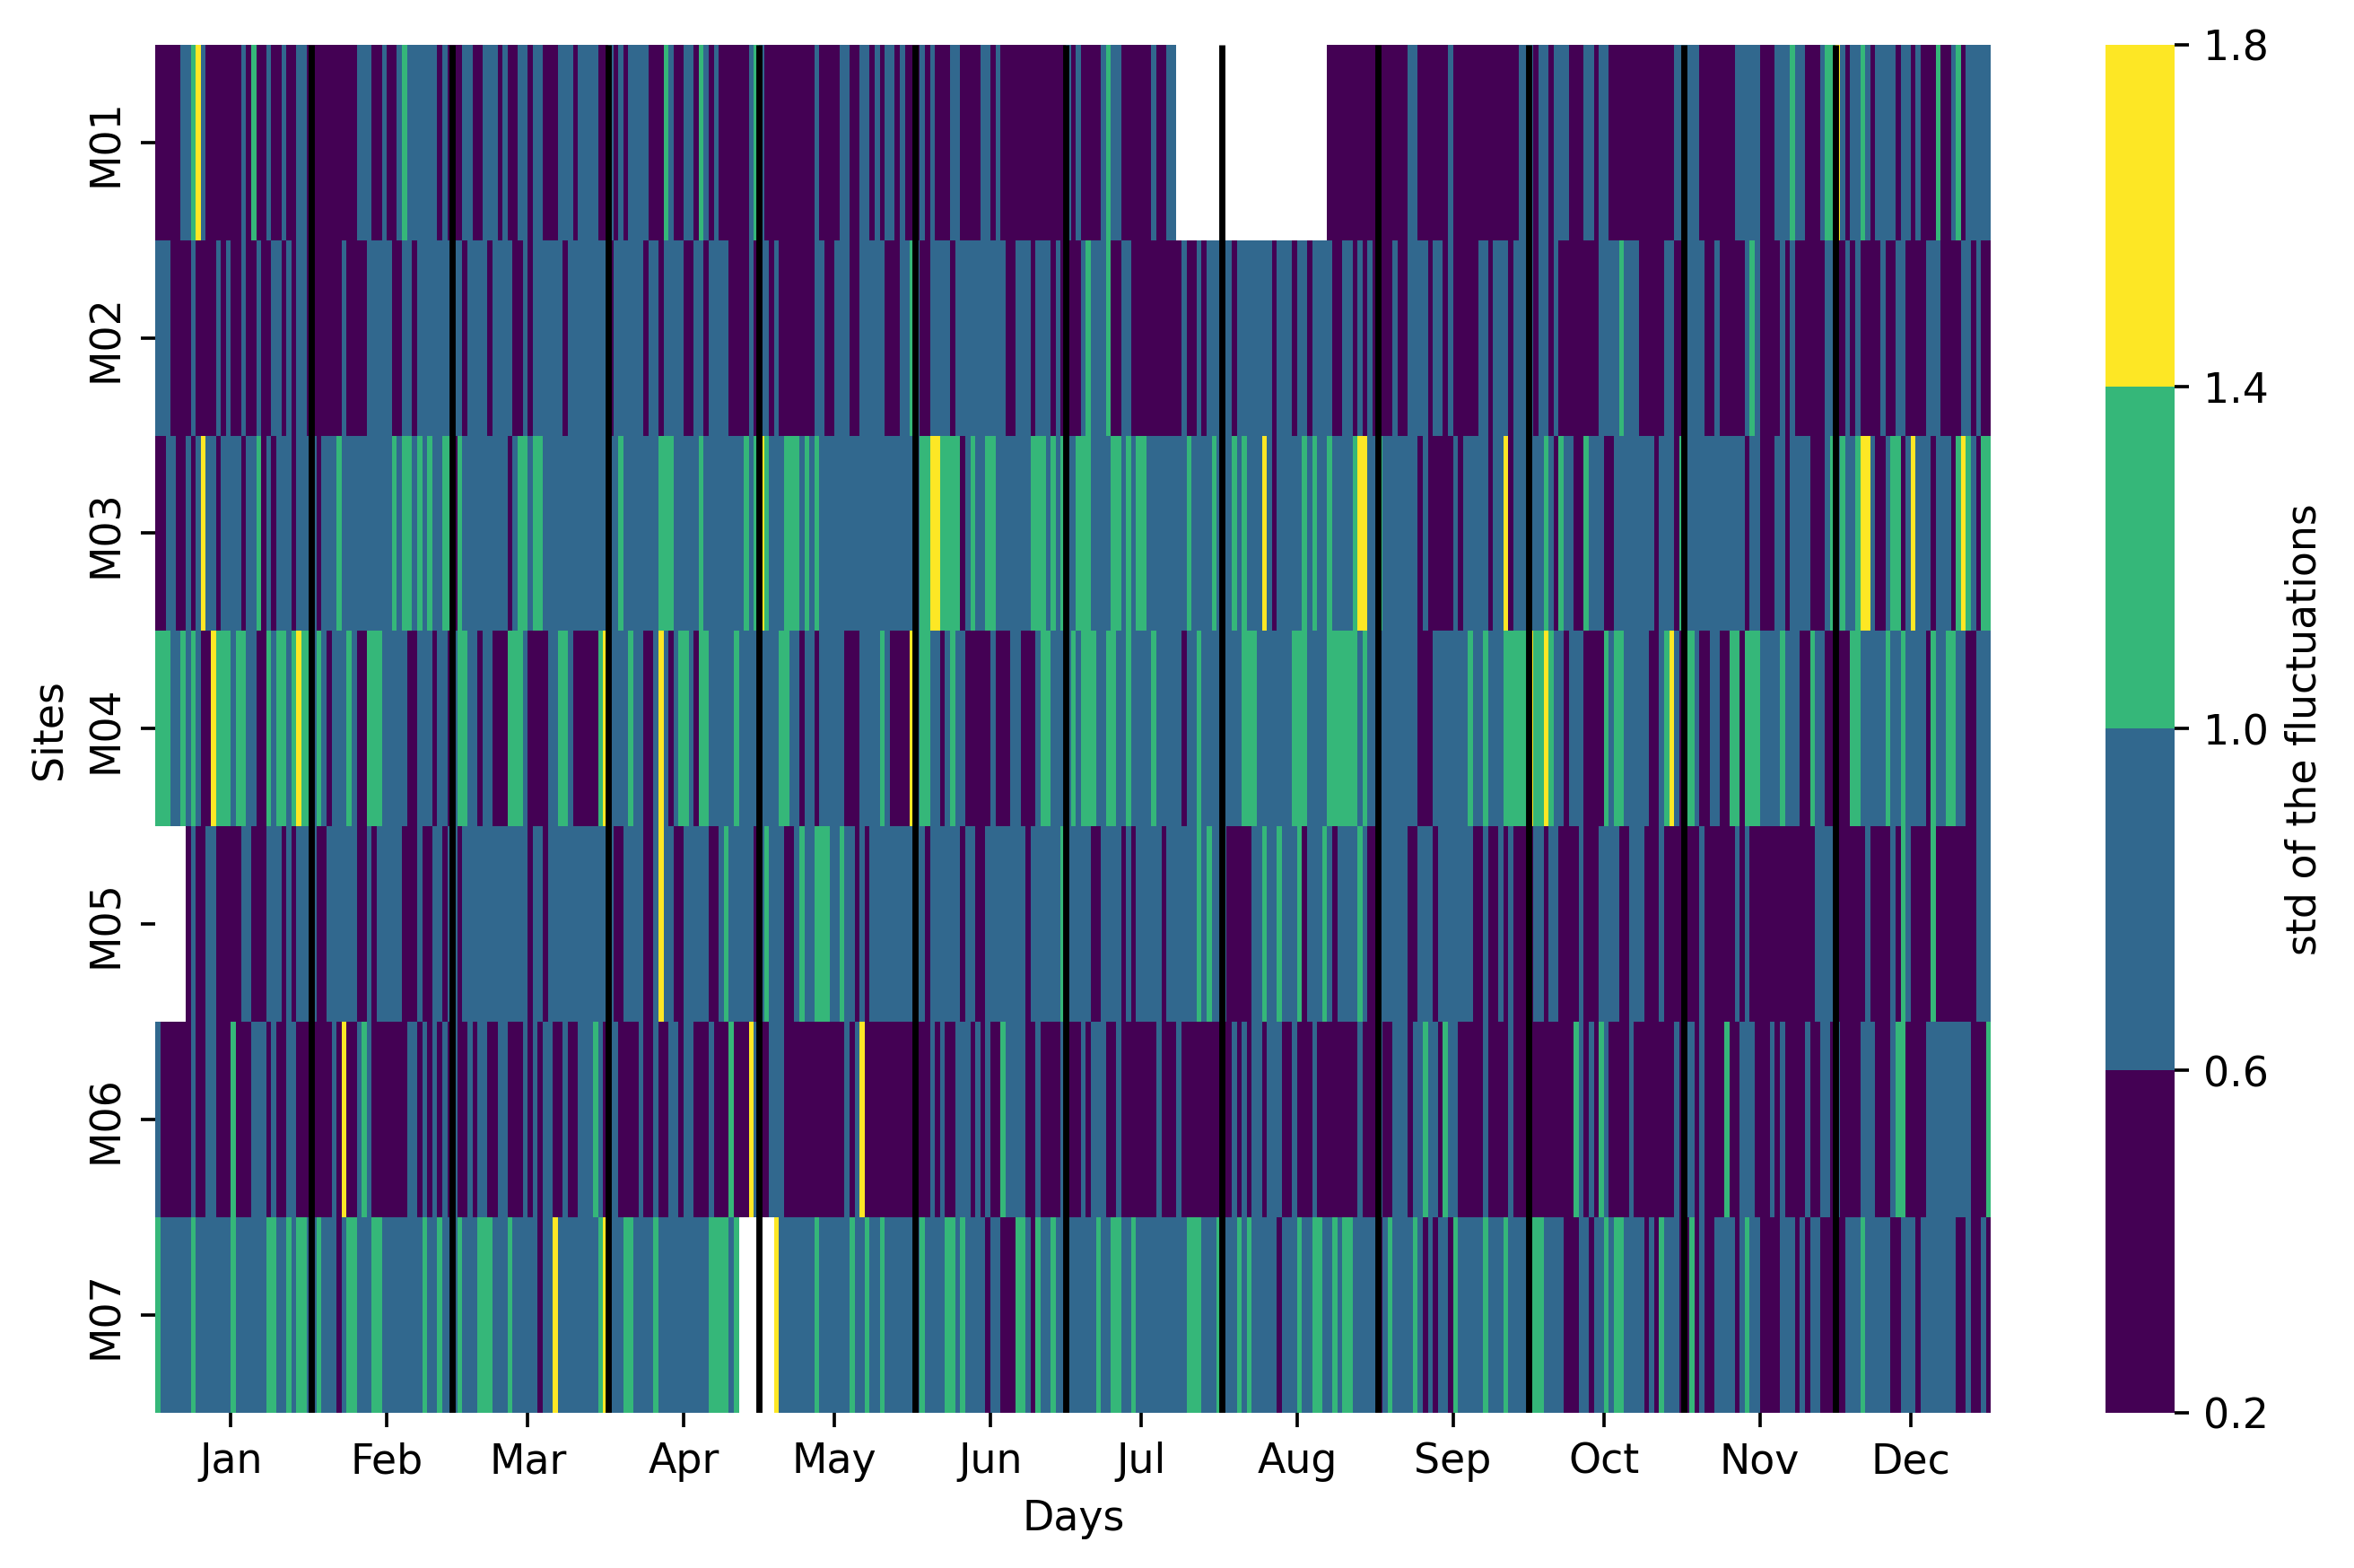 M01
M02
M03
M04
M05
M06
M07
Sites
Jan Feb Mar Apr May Jun Jul Aug Sep Oct Nov Dec
Days
1.8
1.4
1.0
0.6
0.2
std of the fluctuations